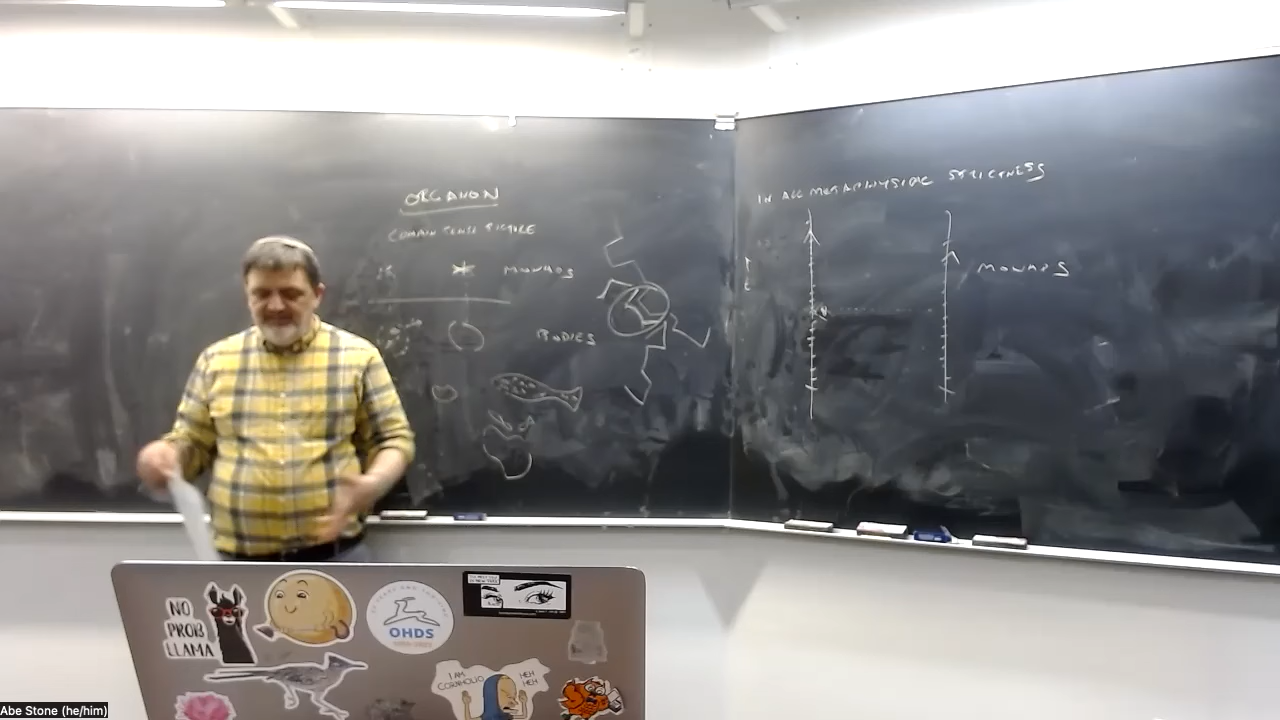 ORGANON
COMMON SENSE PICTURE
MONADS
BODIES
IN ALL METAPHYSICAL STRICTNESS
MONADS
NO
PROB
LLAMA
OHDS
I AM
CORNHOLIO
HEH
HEH
Abe Stone (he/him)